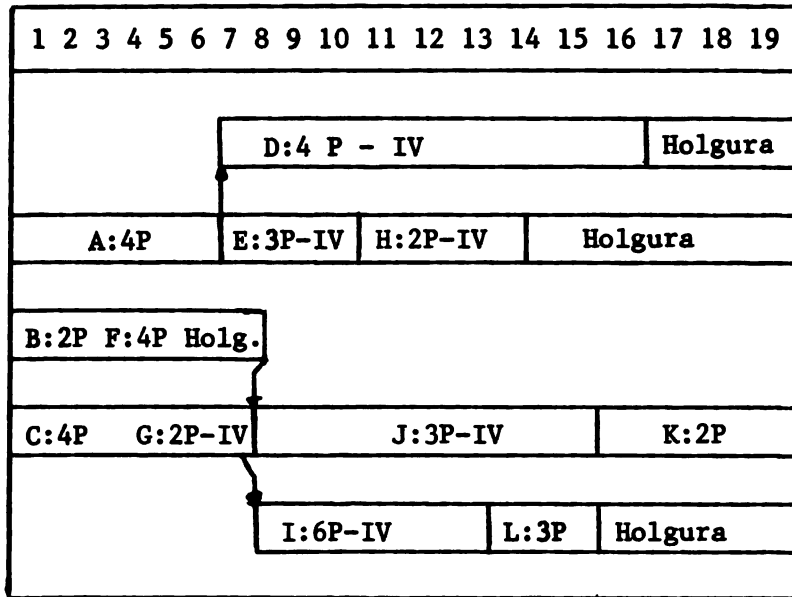 1 2 3 4 5 6 7 8 9 10 11 12 13 14 15 16 17 18 19
D:4 P - IV Holgura
A:4P E:3P-IV H:2P-IV Holgura
B:2P F:4P Holg.
C:4P G:2P-IV J:3P-IV K:2P
I:6P-IV L:3P Holgura